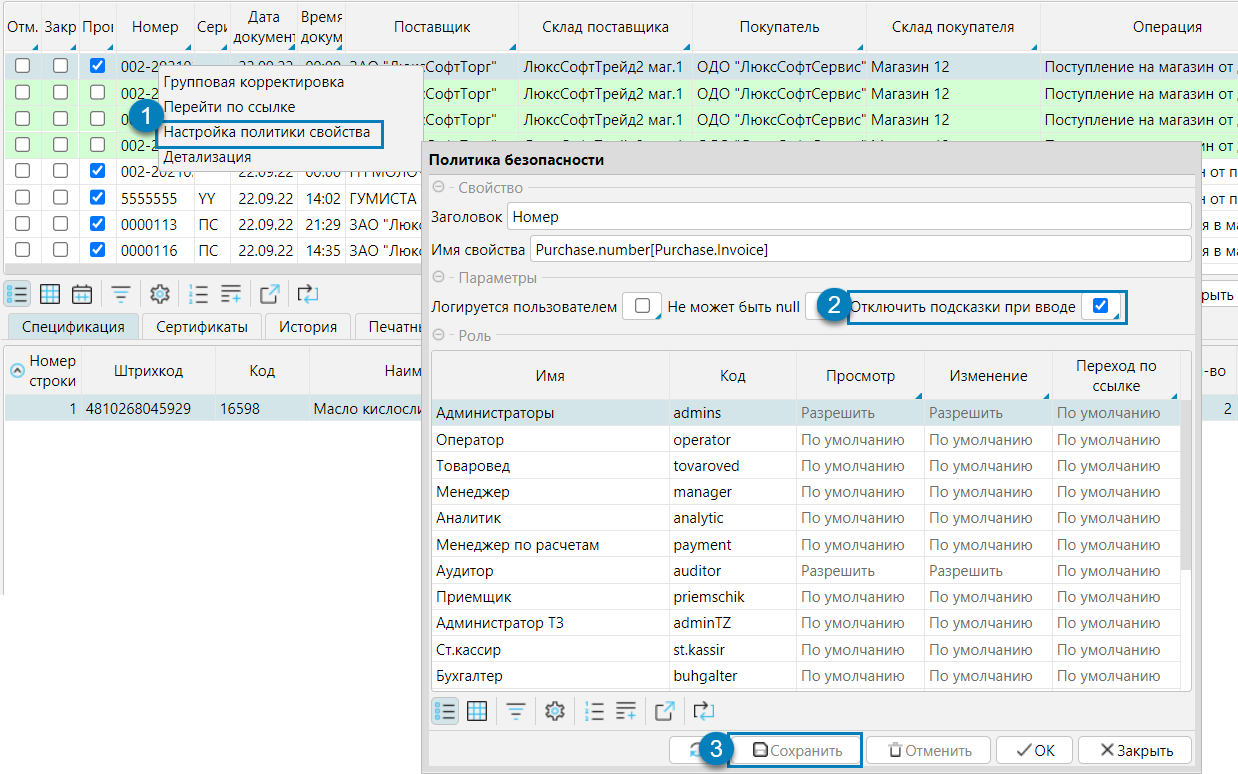 Отм. Закр Про Номер Сери Дата документ Время докум Поставщик Склад поставщика Покупатель Склад покупателя Операция
002-20210 22.09.22 00:00 ЗАО "ЛюксСофтТорг" ЛюксСофтТрейд2 маг.1 ОДО "ЛюксСофтСервис" Магазин 12 Поступление на магазин от
002-2 СофтТорг" ЛюксСофтТрейд2 маг.1 ОДО "ЛюксСофтСервис" Магазин 12 Поступление на магазин от
СофтТорг" ЛюксСофтТрейд2 маг.1 ОДО "ЛюксСофтСервис" Магазин 12 Поступление на магазин от
002-2
002-20210 22.09.22 00:00
5555555 YY 22.09.22 14:02 ГУМИСТА
0000113 ПС 22.09.22 21:29 ЗАО "Люкс
0000116 ПС 22.09.22 14:35 ЗАО "Люкс
Групповая корректировка
Перейти по ссылке
1
Настройка политики свойства
Детализация
Спецификация Сертификаты История Печатн
Номер строки Штрихкод Код Наим -во
1 4810268045929 16598 Масло кислосли 2
рыть
Политика безопасности
Свойство
Заголовок Номер
Имя свойства Purchase.number[Purchase.Invoice]
Параметры
Логируется пользователем Не может быть null 2 Отключить подсказки при вводе
Роль
Имя Код Просмотр Изменение Переход по ссылке
Администраторы admins Разрешить Разрешить По умолчанию
Оператор operator По умолчанию По умолчанию По умолчанию
Товаровед tovaroved По умолчанию По умолчанию По умолчанию
Менеджер manager По умолчанию По умолчанию По умолчанию
Аналитик analytic По умолчанию По умолчанию По умолчанию
Менеджер по расчетам payment По умолчанию По умолчанию По умолчанию
Аудитор auditor Разрешить Разрешить По умолчанию
Приемщик priemschik По умолчанию По умолчанию По умолчанию
Администратор ТЗ adminTZ По умолчанию По умолчанию По умолчанию
Ст.кассир st.kassir По умолчанию По умолчанию По умолчанию
Бухгалтер buhgalter По умолчанию По умолчанию По умолчанию
3 Сохранить Отменить ОК Закрыть